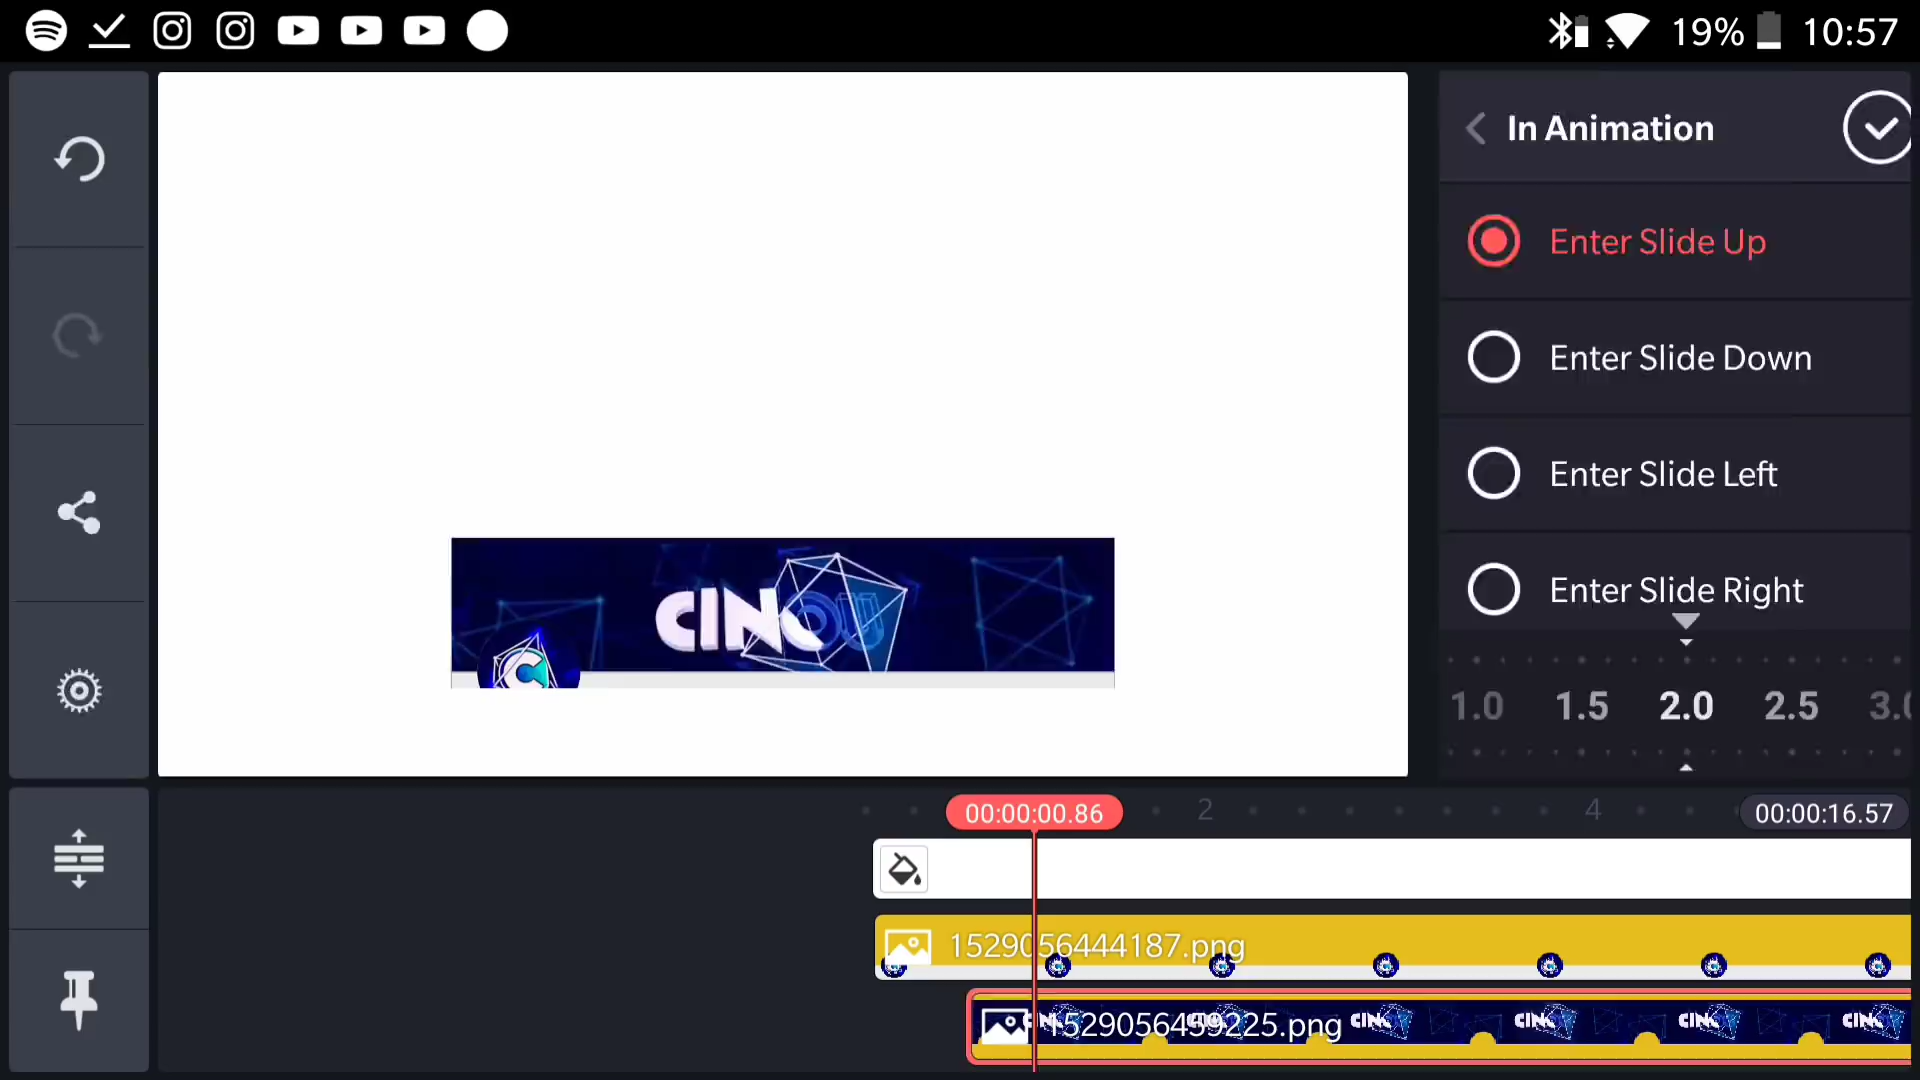 19% 10:57
In Animation
Enter Slide Up
Enter Slide Down
Enter Slide Left
Enter Slide Right
1.0 1.5 2.0 2.5 3.0
CINQU
C
00:00:00.86 2 4 00:00:16.57
1529056444187.png
1529056459225.png